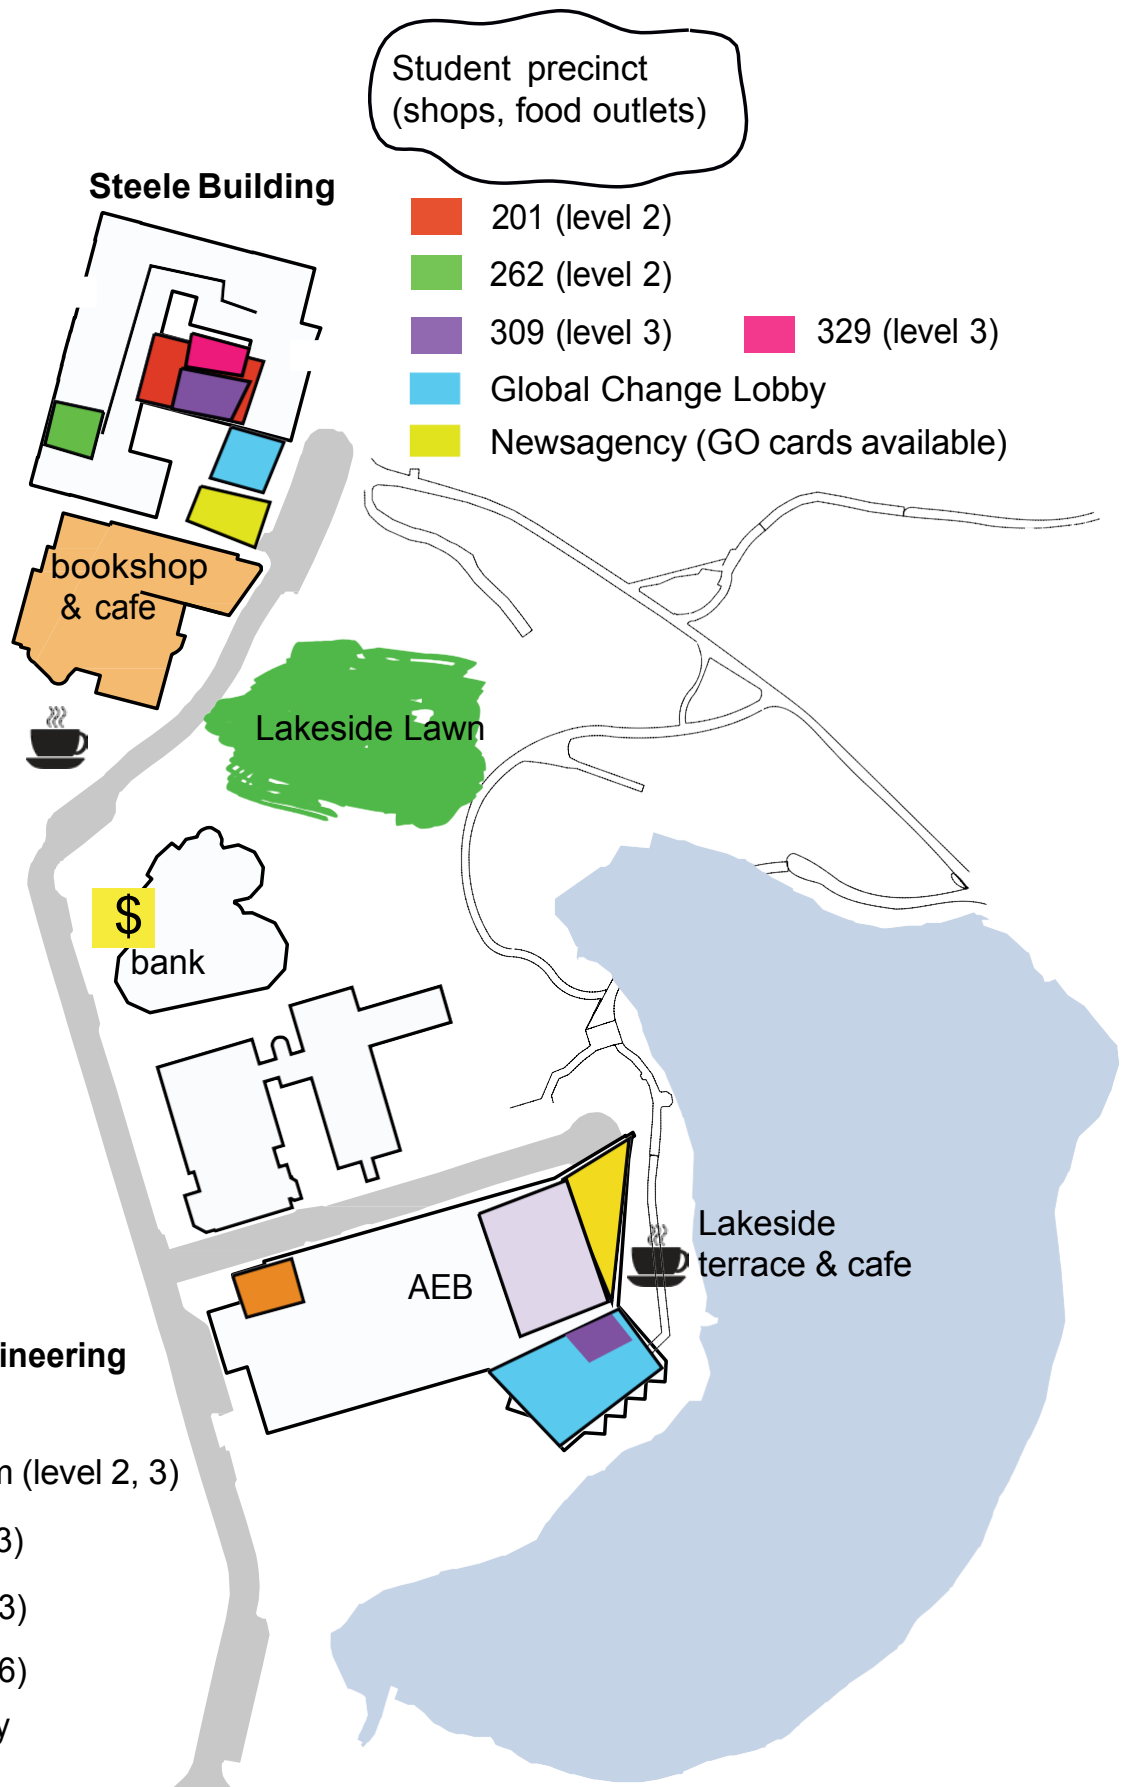 Student precinct
(shops, food outlets)
Steele Building
201 (level 2)
262 (level 2)
309 (level 3)
329 (level 3)
Global Change Lobby
Newsagency (GO cards available)
bookshop
& cafe
Lakeside Lawn
$
bank
Lakeside
terrace & cafe
AEB
ineering
(level 2, 3)
3)
3)
6)
y